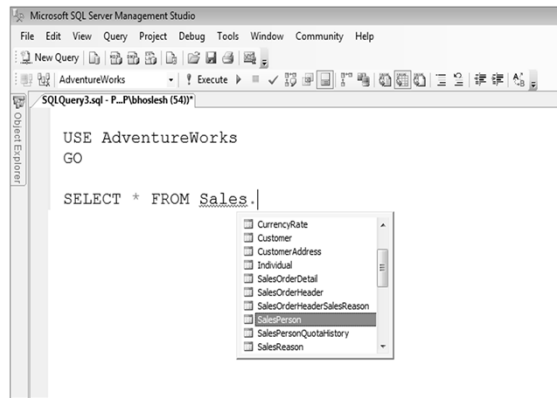 Microsoft SQL Server Management Studio
File Edit View Query Project Debug Tools Window Community Help
New Query
AdventureWorks Execute
SQLQuery3.sql - P...P\bhoslesh (54))*
Object Explorer
USE AdventureWorks
GO
SELECT * FROM Sales.
CurrencyRate
Customer
CustomerAddress
Individual
SalesOrderDetail
SalesOrderHeader
SalesOrderHeaderSalesReason
SalesPerson
SalesPersonQuotaHistory
SalesReason